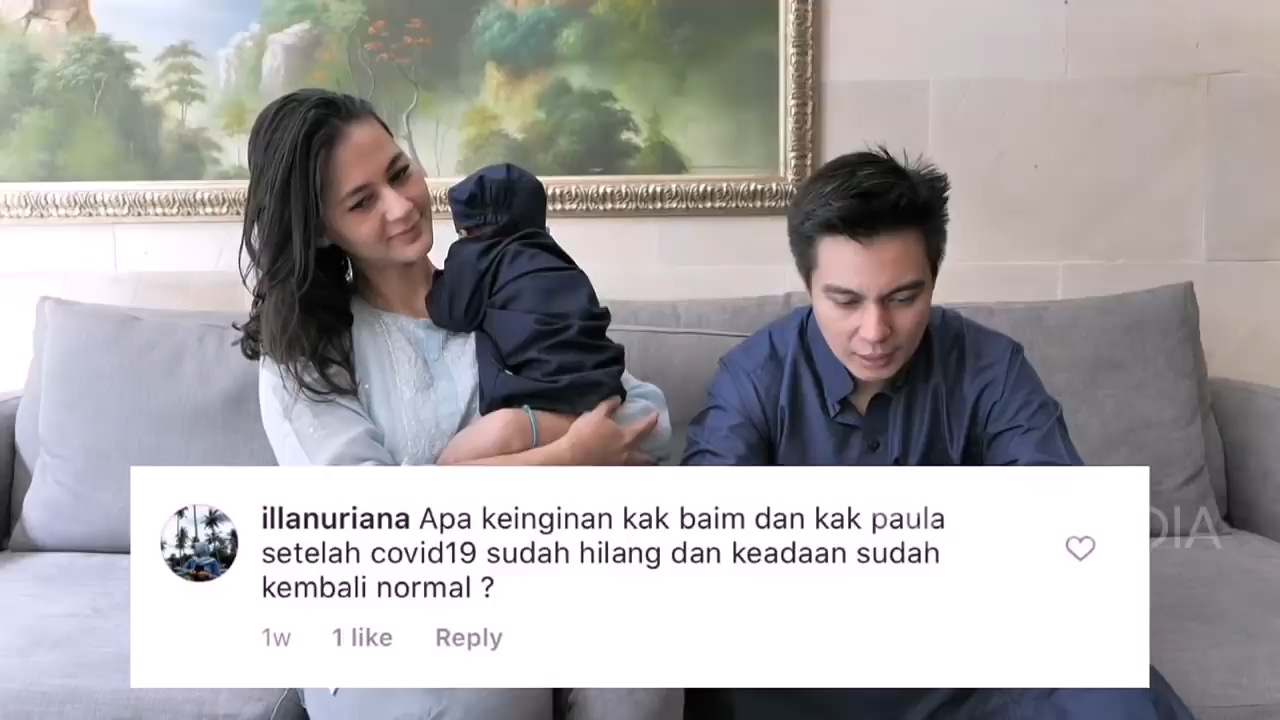 illanuriana Apa keinginan kak baim dan kak paula
setelah covid19 sudah hilang dan keadaan sudah
kembali normal ?
1w 1 like Reply